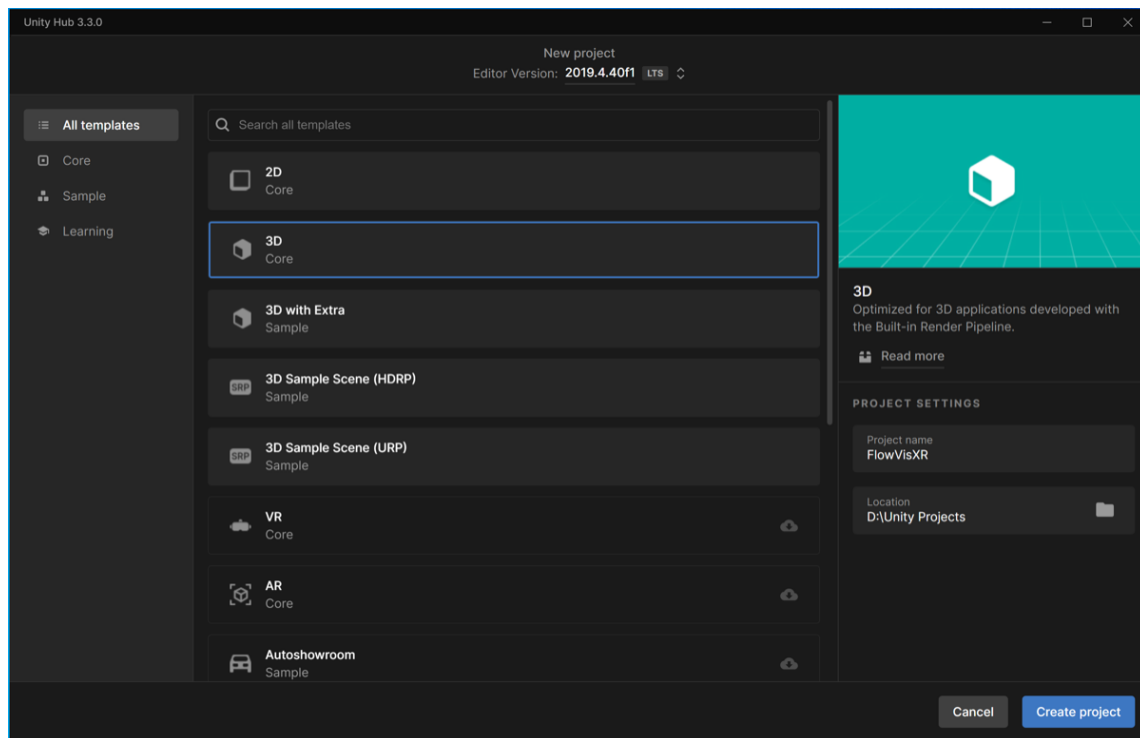 Unity Hub 3.3.0
New project
Editor Version: 2019.4.40f1 LTS
All templates
Core
Sample
Learning
Search all templates
2D
Core
3D
Core
3D with Extra
Sample
SRP
3D Sample Scene (HDRP)
Sample
SRP
3D Sample Scene (URP)
Sample
VR
Core
AR
Core
Autoshowroom
Sample
3D
Optimized for 3D applications developed with
the Built-in Render Pipeline.
Read more
PROJECT SETTINGS
Project name
FlowVisXR
Location
D:\Unity Projects
Cancel
Create project